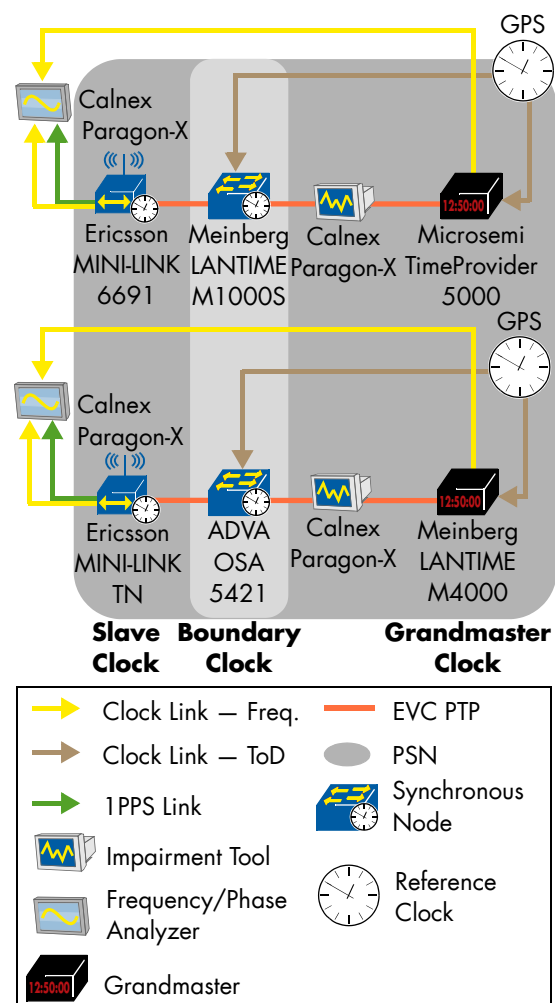 GPS
Calnex
Paragon-X
Ericsson
MINI-LINK
6691
Meinberg
LANTIME
M1000S
Calnex
Paragon-X
12:50:00
Microsemi
TimeProvider
5000
GPS
Calnex
Paragon-X
Ericsson
MINI-LINK
TN
ADVA
OSA
5421
Calnex
Paragon-X
12:50:00
Meinberg
LANTIME
M4000
Slave
Clock
Boundary
Clock
Grandmaster
Clock
Clock Link — Freq.
Clock Link — ToD
1PPS Link
Impairment Tool
Frequency/Phase
Analyzer
12:50:00
Grandmaster
EVC PTP
PSN
Synchronous
Node
Reference
Clock